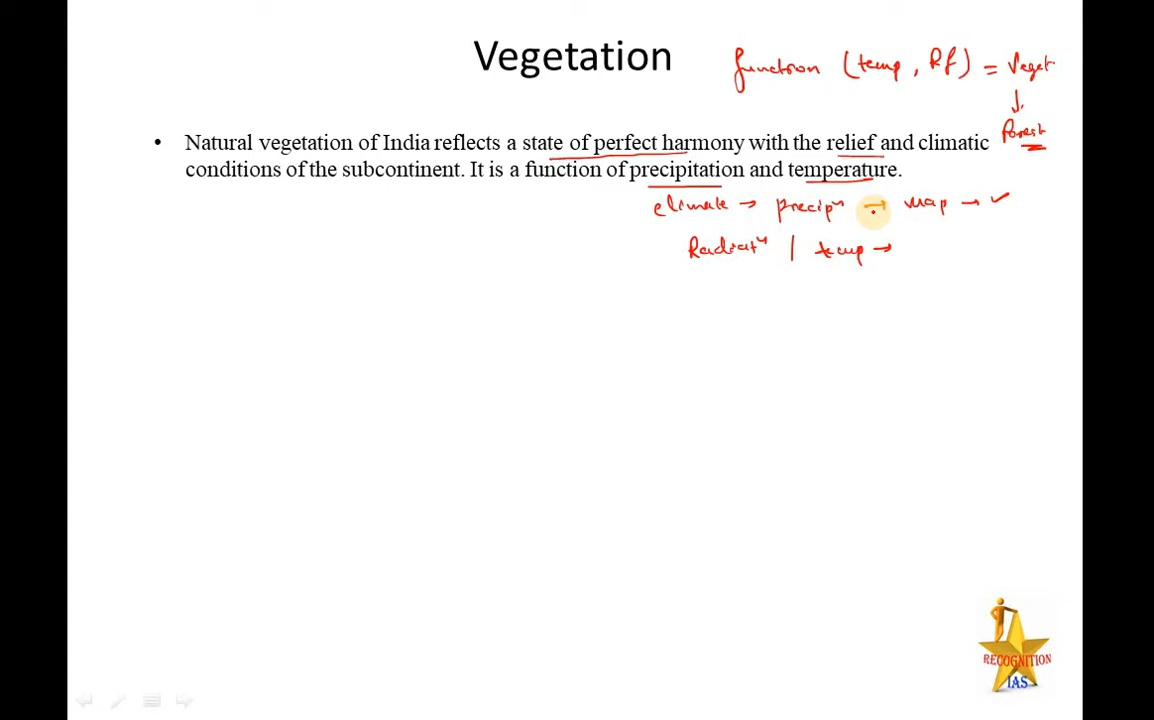 Vegetation
function (temp, Rf) = Veget
↓
forest
• Natural vegetation of India reflects a state of perfect harmony with the relief and climatic
conditions of the subcontinent. It is a function of precipitation and temperature.
climate → precipⁿ → map → ✓
Radiatⁿ | temp →
RECOGNITION
IAS